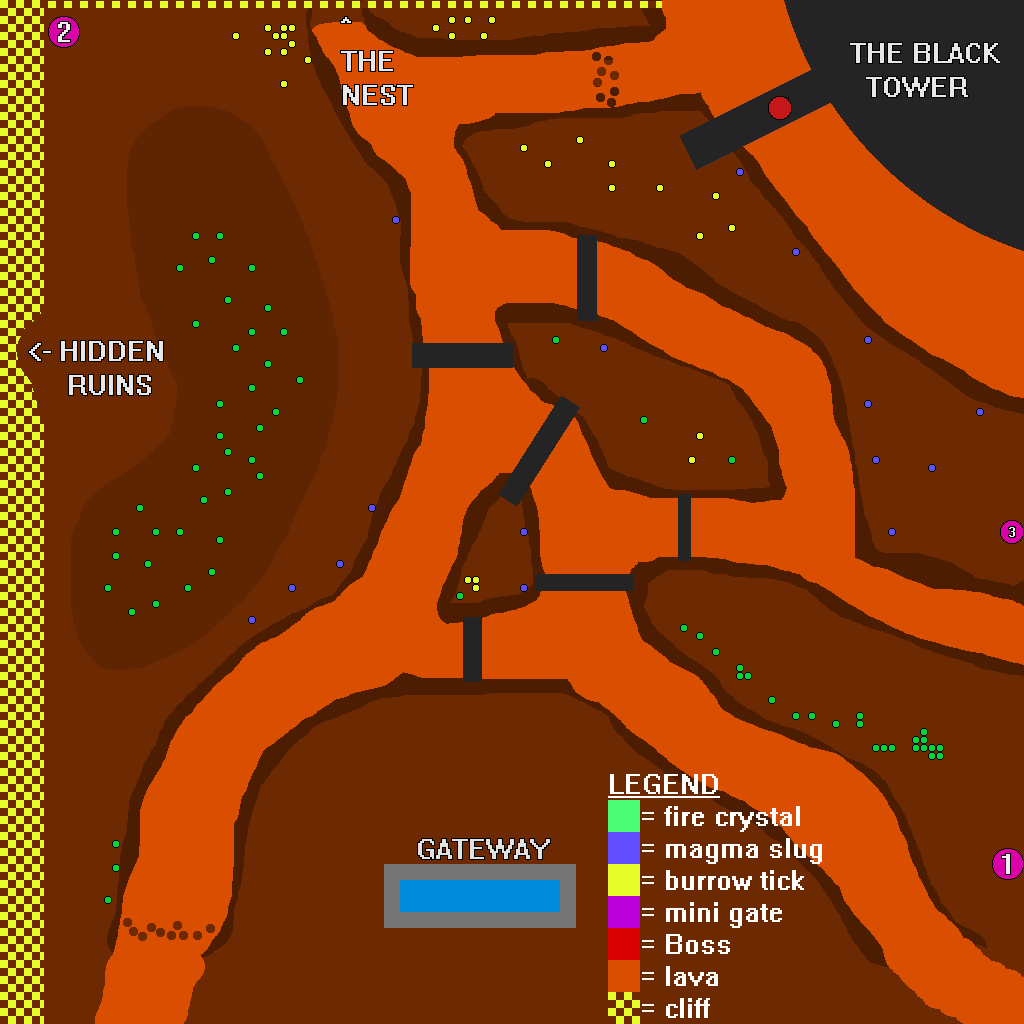 2
THE
NEST
THE BLACK
TOWER
<- HIDDEN
RUINS
3
1
GATEWAY
LEGEND
= fire crystal
= magma slug
= burrow tick
= mini gate
= Boss
= lava
= cliff